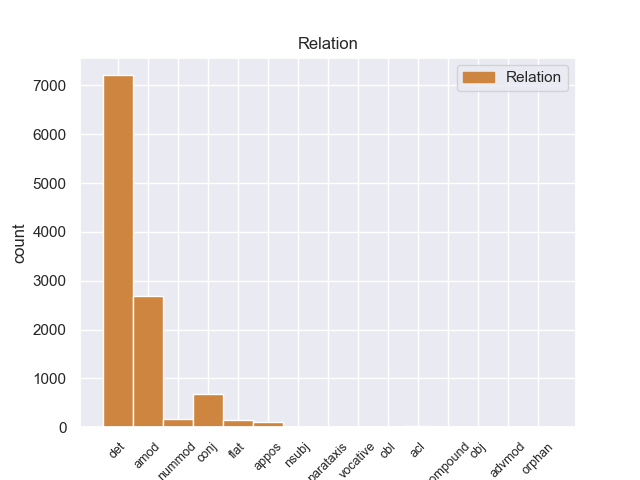 Relation
Relation
7000
6000
5000
4000
3000
2000
1000
0
count
det
amod
nummod
conj
flat
appos
nsubj
parataxis
vocative
obl
acl
ompound
obj
advmod
orphan